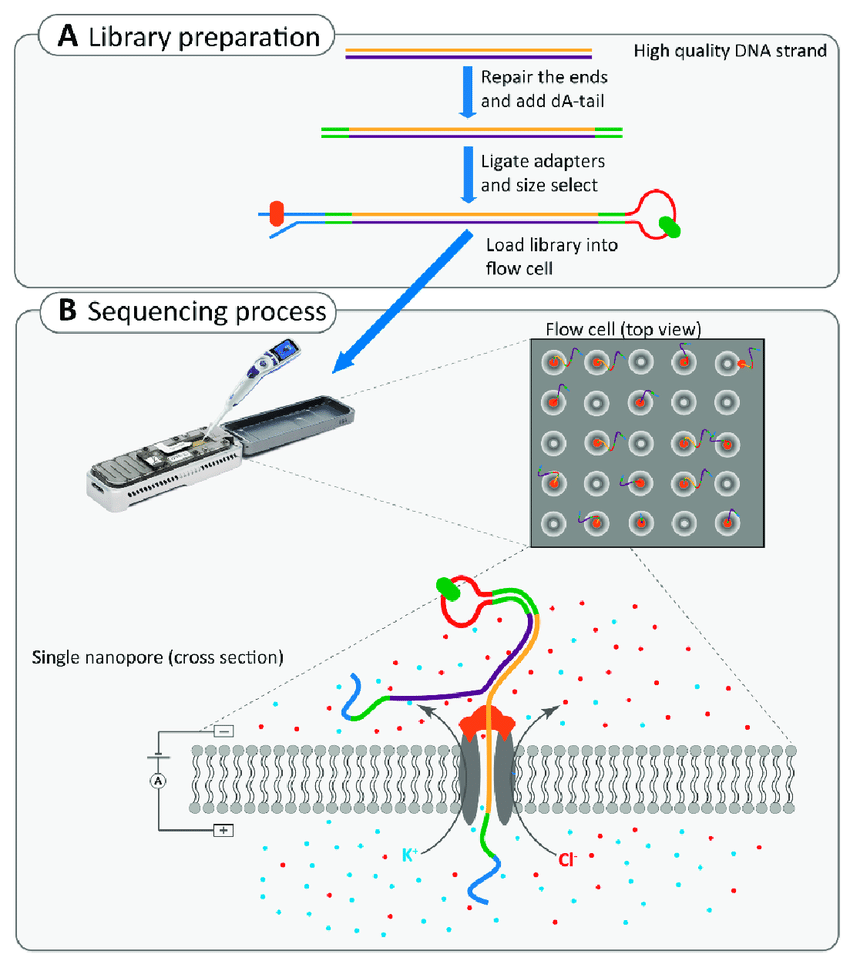 A Library preparation
High quality DNA strand
Repair the ends
and add dA-tail
Ligate adapters
and size select
Load library into
flow cell
B Sequencing process
Flow cell (top view)
Single nanopore (cross section)
−
A
+
K⁺
Cl⁻